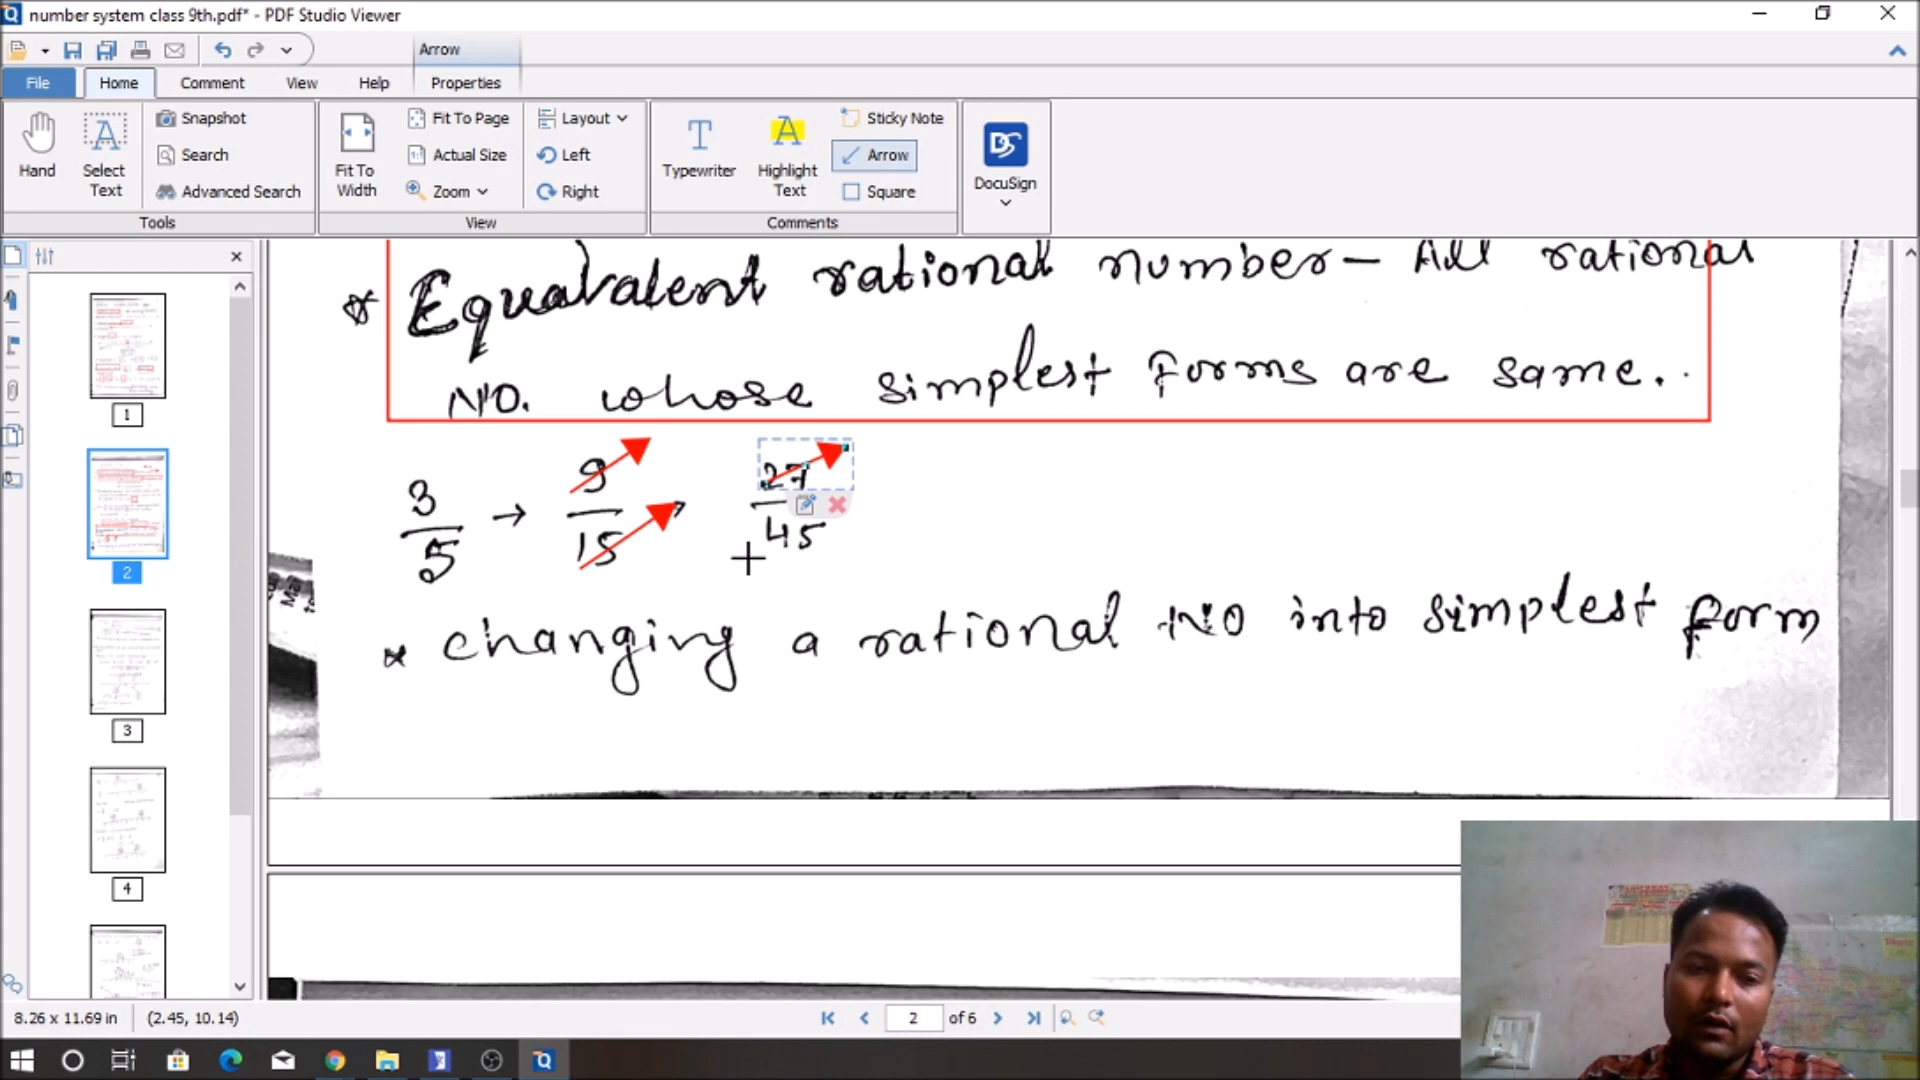 number system class 9th.pdf* - PDF Studio Viewer
Arrow
File Home Comment View Help Properties
Hand
Select Text
Snapshot
Search
Advanced Search
Tools
Fit To Width
Fit To Page
Actual Size
Zoom
Layout
Left
Right
View
Typewriter
Highlight Text
Sticky Note
Arrow
Square
Comments
DocuSign
1
2
3
4
* Equavalent rational number – All rational
NO. whose simplest forms are same.
3/5 → 9/15 → 27/45
* changing a rational NO into simplest form
8.26 x 11.69 in (2.45, 10.14)
2 of 6